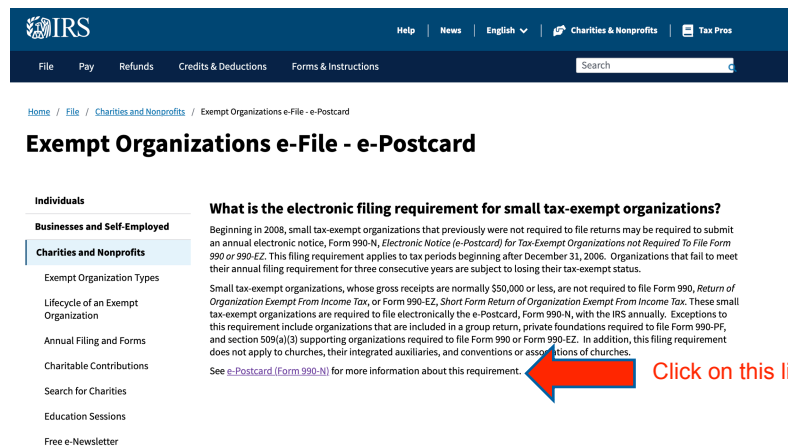 IRS
Help News English Charities & Nonprofits Tax Pros
File Pay Refunds Credits & Deductions Forms & Instructions Search
Home / File / Charities and Nonprofits / Exempt Organizations e-File - e-Postcard
Exempt Organizations e-File - e-Postcard
Individuals
Businesses and Self-Employed
Charities and Nonprofits
Exempt Organization Types
Lifecycle of an Exempt
Organization
Annual Filing and Forms
Charitable Contributions
Search for Charities
Education Sessions
Free e-Newsletter
What is the electronic filing requirement for small tax-exempt organizations?
Beginning in 2008, small tax-exempt organizations that previously were not required to file returns may be required to submit
an annual electronic notice, Form 990-N, Electronic Notice (e-Postcard) for Tax-Exempt Organizations not Required To File Form
990 or 990-EZ. This filing requirement applies to tax periods beginning after December 31, 2006. Organizations that fail to meet
their annual filing requirement for three consecutive years are subject to losing their tax-exempt status.
Small tax-exempt organizations, whose gross receipts are normally $50,000 or less, are not required to file Form 990, Return of
Organization Exempt From Income Tax, or Form 990-EZ, Short Form Return of Organization Exempt From Income Tax. These small
tax-exempt organizations are required to file electronically the e-Postcard, Form 990-N, with the IRS annually. Exceptions to
this requirement include organizations that are included in a group return, private foundations required to file Form 990-PF,
and section 509(a)(3) supporting organizations required to file Form 990 or Form 990-EZ. In addition, this filing requirement
does not apply to churches, their integrated auxiliaries, and conventions or associations of churches.
See e-Postcard (Form 990-N) for more information about this requirement.
Click on this li